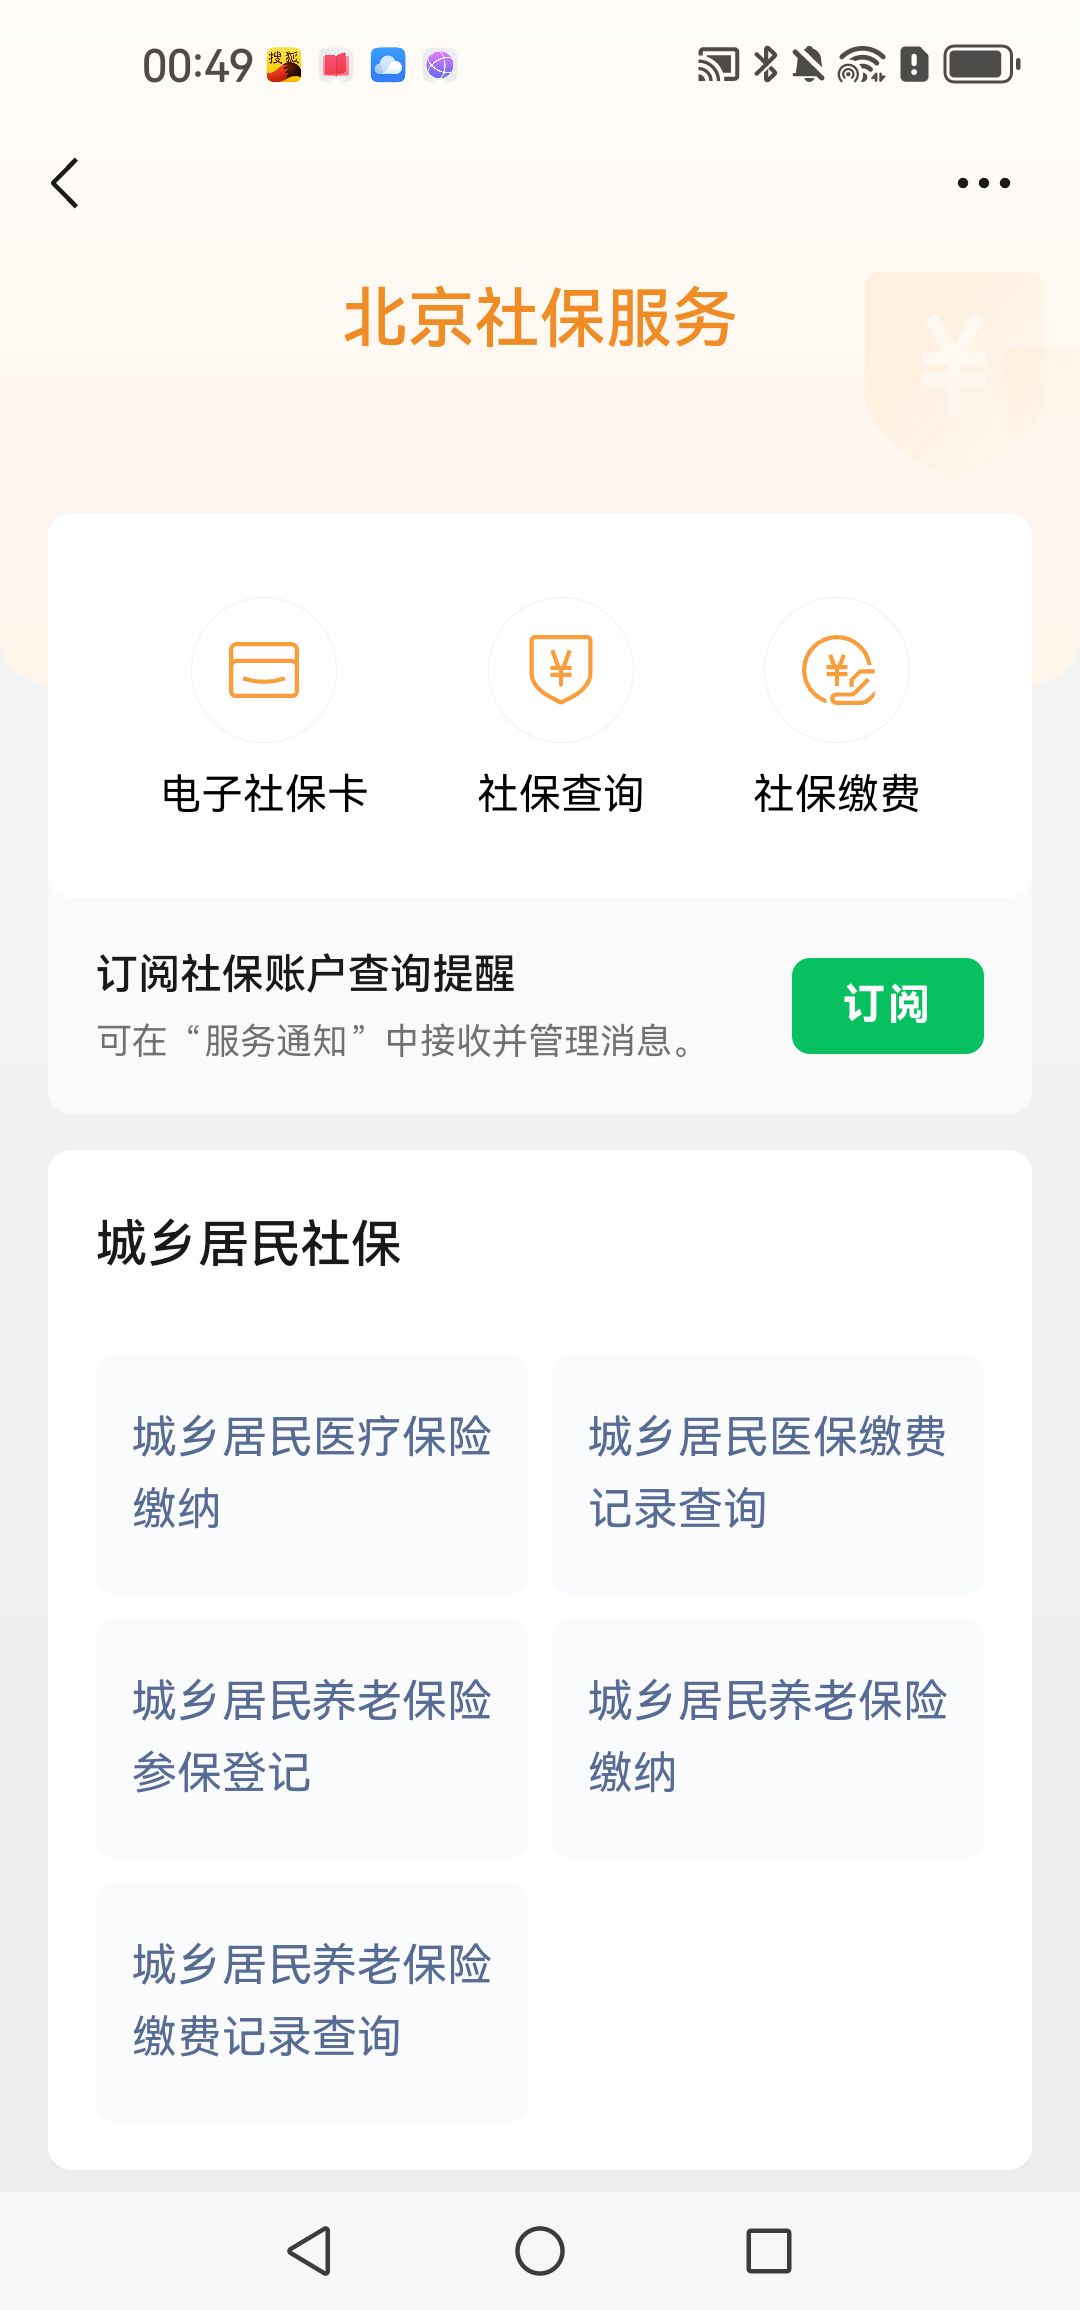 00:49
搜狐
北京社保服务
电子社保卡
社保查询
社保缴费
订阅社保账户查询提醒
可在“服务通知”中接收并管理消息。
订阅
城乡居民社保
城乡居民医疗保险
缴纳
城乡居民医保缴费
记录查询
城乡居民养老保险
参保登记
城乡居民养老保险
缴纳
城乡居民养老保险
缴费记录查询